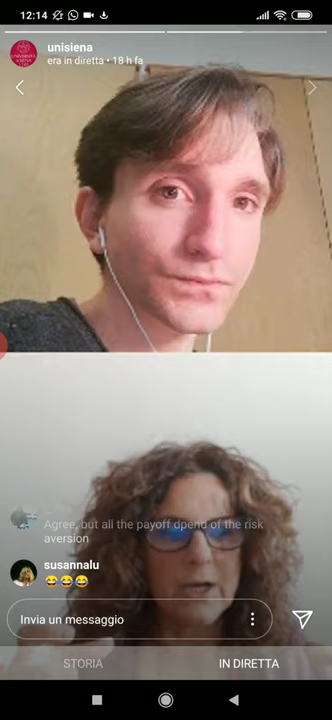 12:14
unisiena
era in diretta • 18 h fa
Agree, but all the payoff dpend of the risk
aversion
susannalu
😂😂😂
Invia un messaggio
STORIA
IN DIRETTA